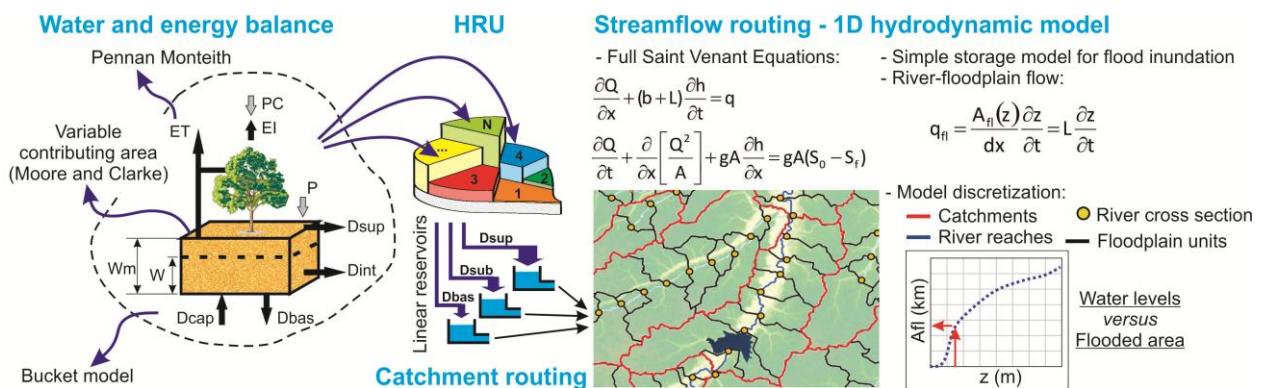 Water and energy balance
Pennan Monteith
PC
EI
ET
Variable
contributing area
(Moore and Clarke)
P
Dsup
Wm
W
Dint
Dcap
Dbas
Bucket model
HRU
N
...
4
3
2
1
Linear reservoirs
Dsup
Dsub
Dbas
Catchment routing
Streamflow routing - 1D hydrodynamic model
- Full Saint Venant Equations:
∂Q/∂x + (b + L) ∂h/∂t = q
∂Q/∂t + ∂/∂x [Q²/A] + gA ∂h/∂x = gA(S₀ − S_f)
- Simple storage model for flood inundation
- River-floodplain flow:
q_fl = A_fl(z)/dx ∂z/∂t = L ∂z/∂t
- Model discretization:
Catchments
River cross section
River reaches
Floodplain units
Afl (km)
z (m)
Water levels
versus
Flooded area